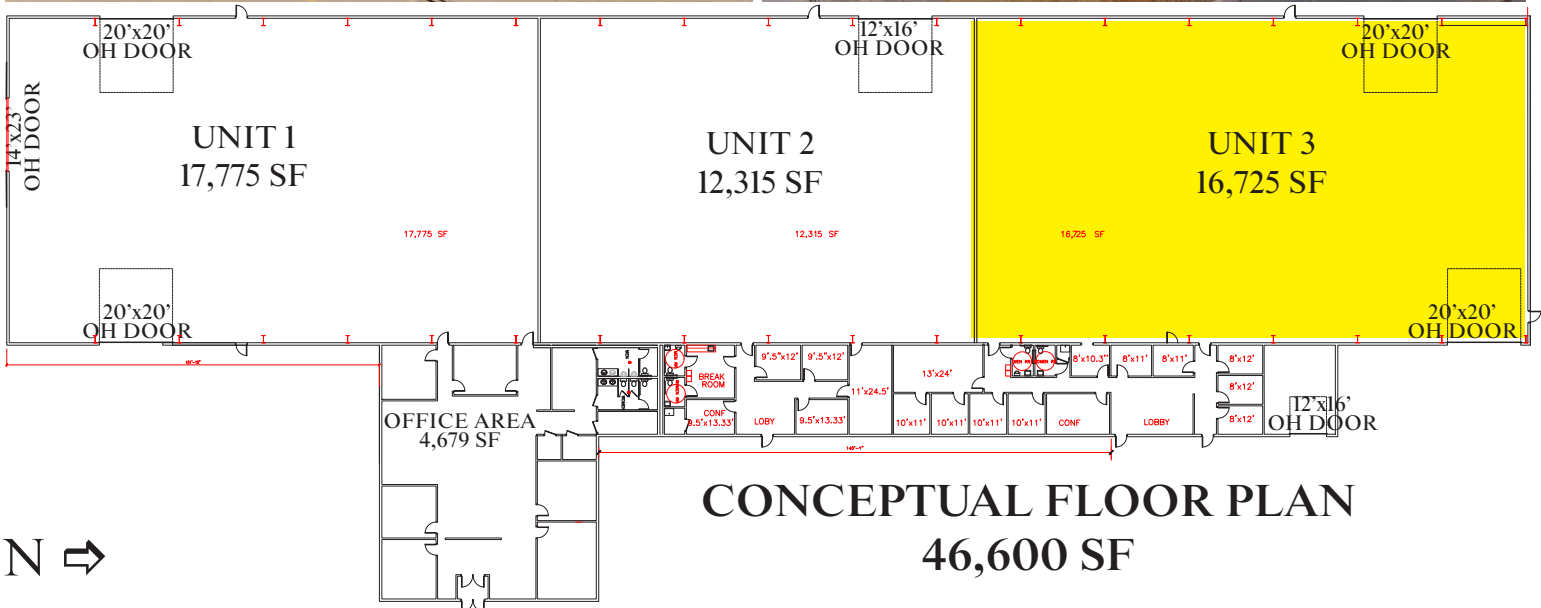 20’x20’
OH DOOR
12’x16’
OH DOOR
20’x20’
OH DOOR
14’x23’
OH DOOR
UNIT 1
17,775 SF
UNIT 2
12,315 SF
UNIT 3
16,725 SF
17,775 SF
12,315 SF
16,725 SF
20’x20’
OH DOOR
20’x20’
OH DOOR
BREAK
ROOM
9'.5"x12'
9'.5"x12'
11'x24.5'
13'x24'
8'x10.3"
8'x11'
8'x11'
8'x12'
8'x12'
8'x12'
12’x16’
OH DOOR
OFFICE AREA
4,679 SF
CONF
9.5'x13.33'
LOBY
9.5'x13.33'
10'x11'
10'x11'
10'x11'
10'x11'
CONF
LOBBY
CONCEPTUAL FLOOR PLAN
46,600 SF
N